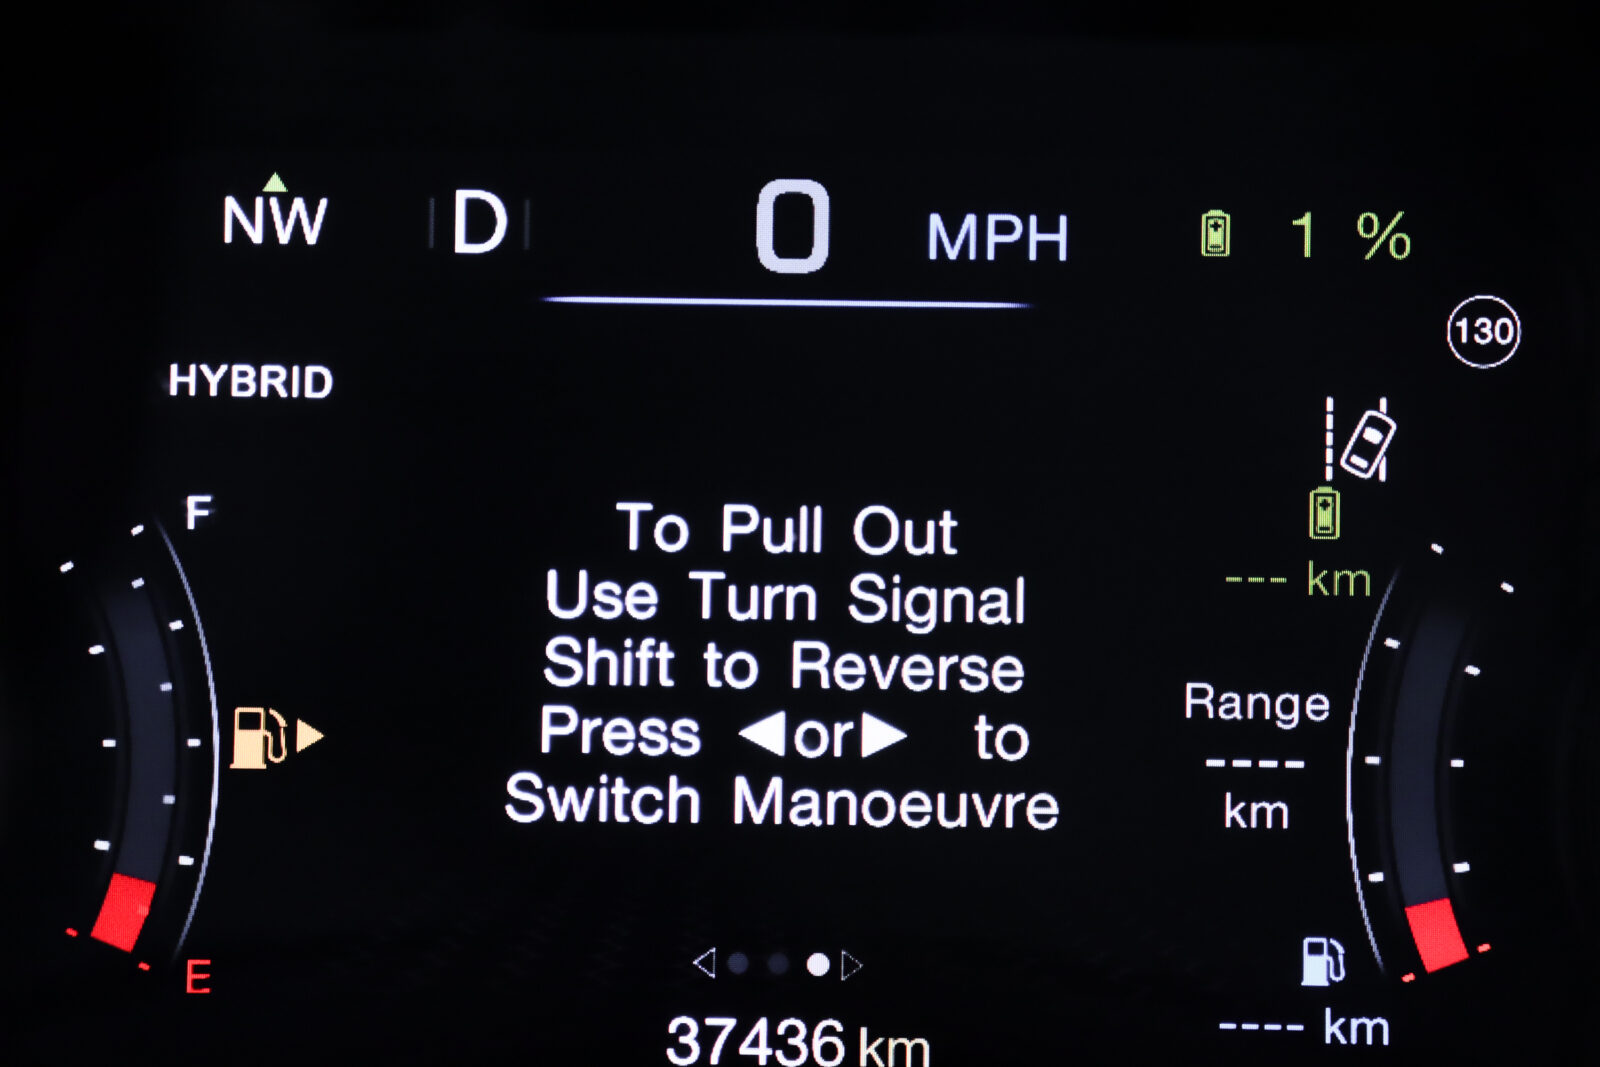 NW D 0 MPH 1 %
130
HYBRID
F
To Pull Out
Use Turn Signal
Shift to Reverse
Press ◀or▶ to
Switch Manoeuvre
--- km
Range
----
km
E
37436 km
---- km